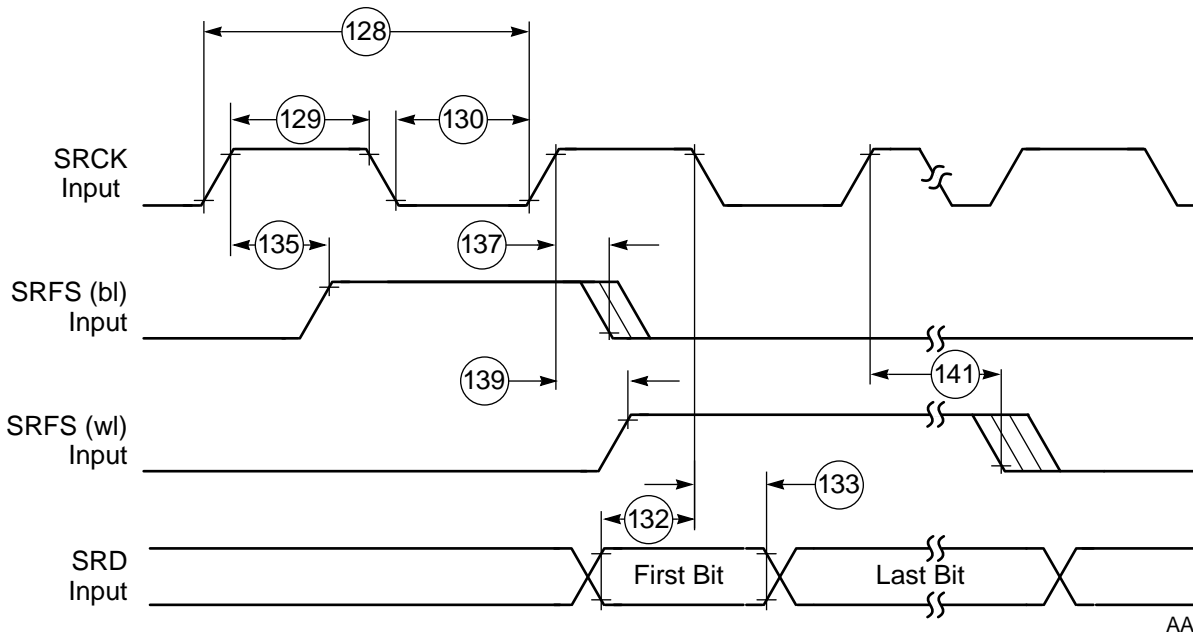 128
129
130
SRCK
Input
135
137
SRFS (bl)
Input
139
141
SRFS (wl)
Input
133
132
SRD
Input
First Bit
Last Bit
AA